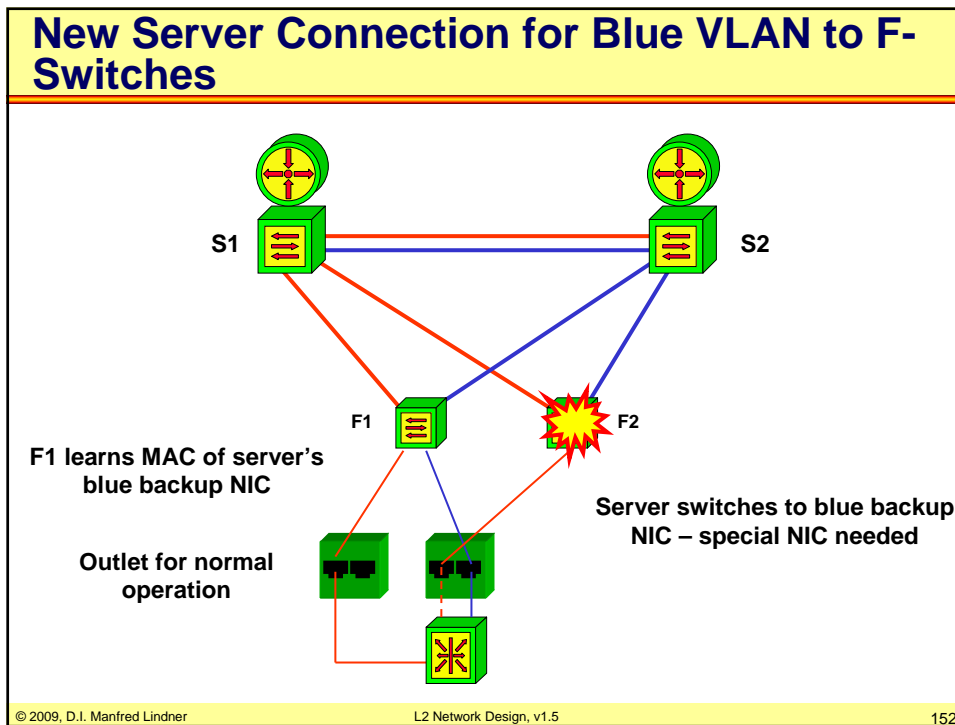 New Server Connection for Blue VLAN to F-
Switches
S1
S2
F1
F2
F1 learns MAC of server's
blue backup NIC
Server switches to blue backup
NIC – special NIC needed
Outlet for normal
operation
© 2009, D.I. Manfred Lindner
L2 Network Design, v1.5
152